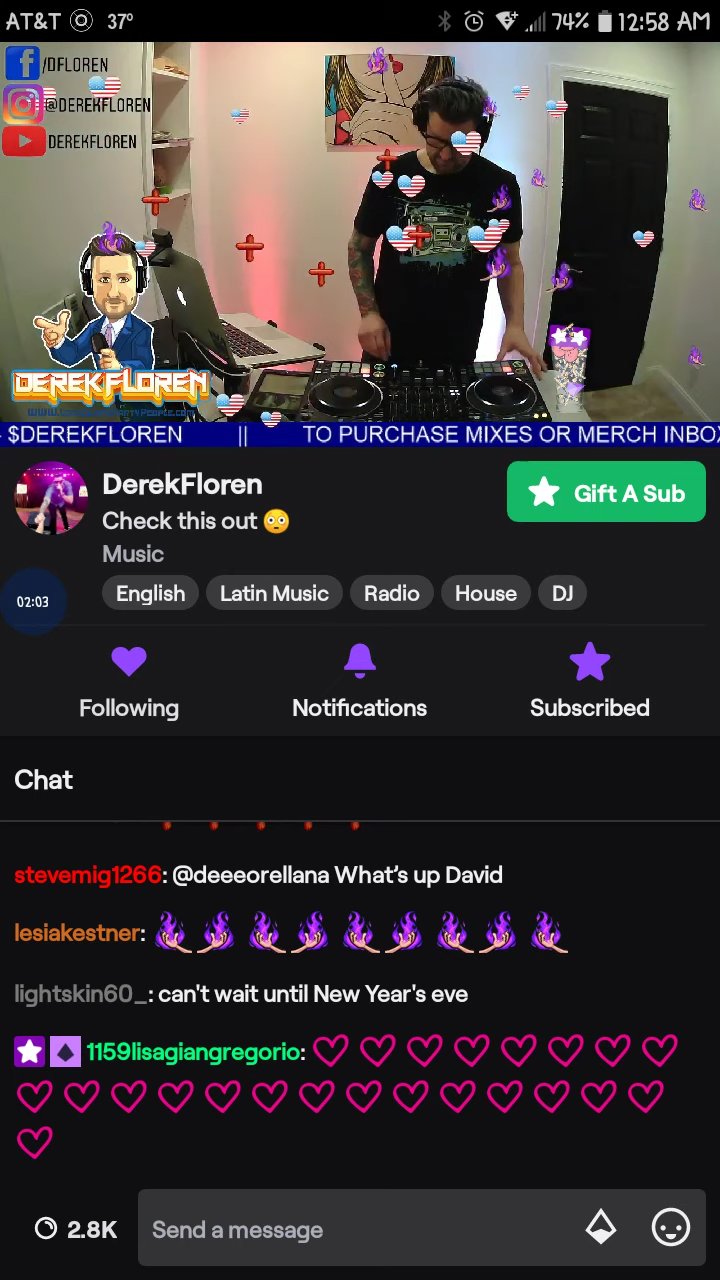 AT&T 37° 74% 12:58 AM
/DFLOREN
@DEREKFLOREN
DEREKFLOREN
DEREKFLOREN
$DEREKFLOREN || TO PURCHASE MIXES OR MERCH INBOX
DerekFloren
Check this out 😳
Music
Gift A Sub
English Latin Music Radio House DJ
02:03
Following Notifications Subscribed
Chat
stevemig1266: @deeeorellana What's up David
lesiakestner:
lightskin60_: can't wait until New Year's eve
1159lisagiangregorio:
2.8K Send a message